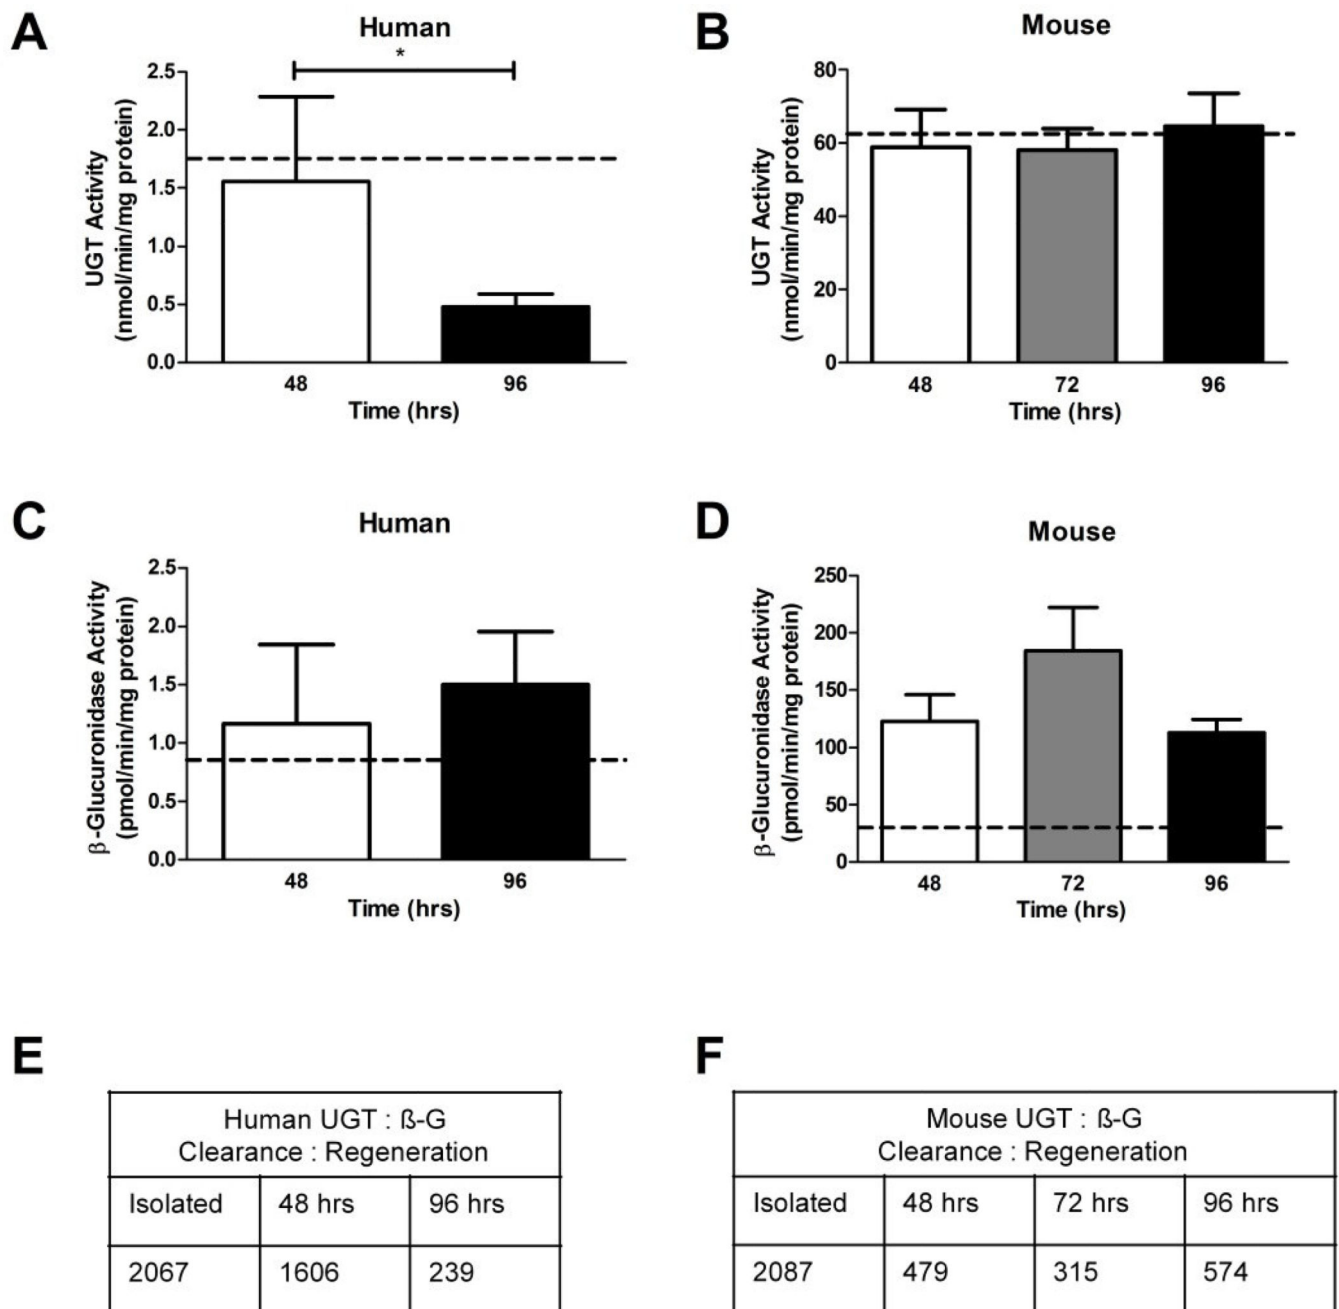 A
Human
*
2.5
2.0
1.5
1.0
0.5
0.0
UGT Activity
(nmol/min/mg protein)
48
96
Time (hrs)
B
Mouse
80
60
40
20
0
UGT Activity
(nmol/min/mg protein)
48
72
96
Time (hrs)
C
Human
2.5
2.0
1.5
1.0
0.5
0.0
β-Glucuronidase Activity
(pmol/min/mg protein)
48
96
Time (hrs)
D
Mouse
250
200
150
100
50
0
β-Glucuronidase Activity
(pmol/min/mg protein)
48
72
96
Time (hrs)
E
Human UGT : ß-G
Clearance : Regeneration
Isolated 48 hrs 96 hrs
2067 1606 239
F
Mouse UGT : ß-G
Clearance : Regeneration
Isolated 48 hrs 72 hrs 96 hrs
2087 479 315 574